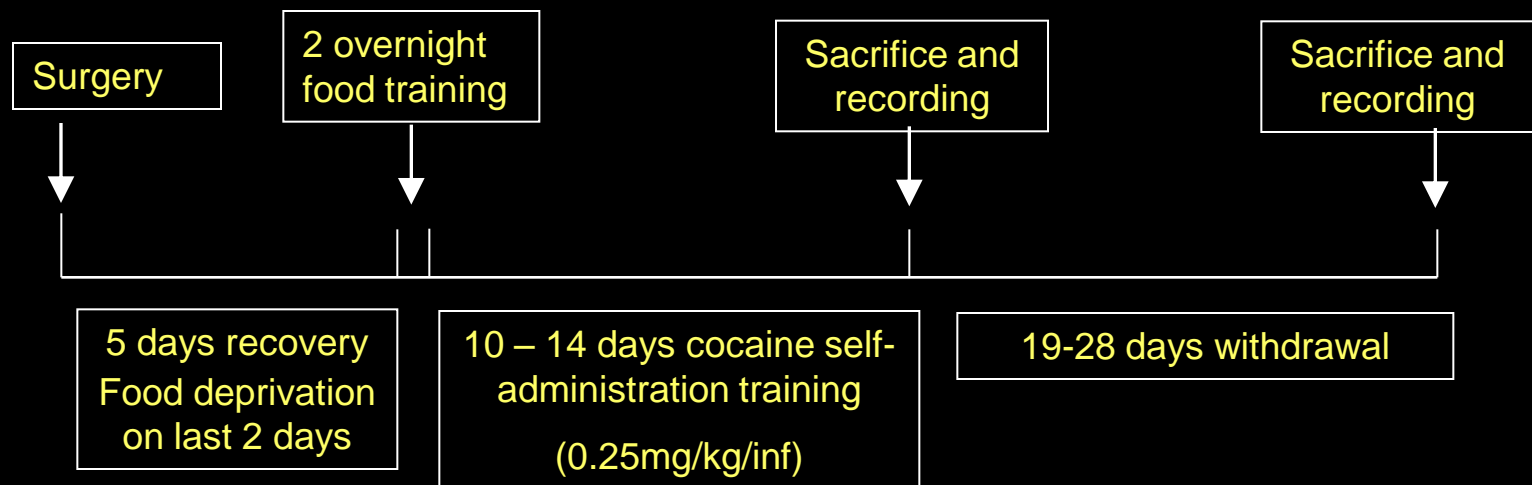 Surgery
2 overnight
food training
Sacrifice and
recording
Sacrifice and
recording
5 days recovery
Food deprivation
on last 2 days
10 – 14 days cocaine self-
administration training
(0.25mg/kg/inf)
19-28 days withdrawal